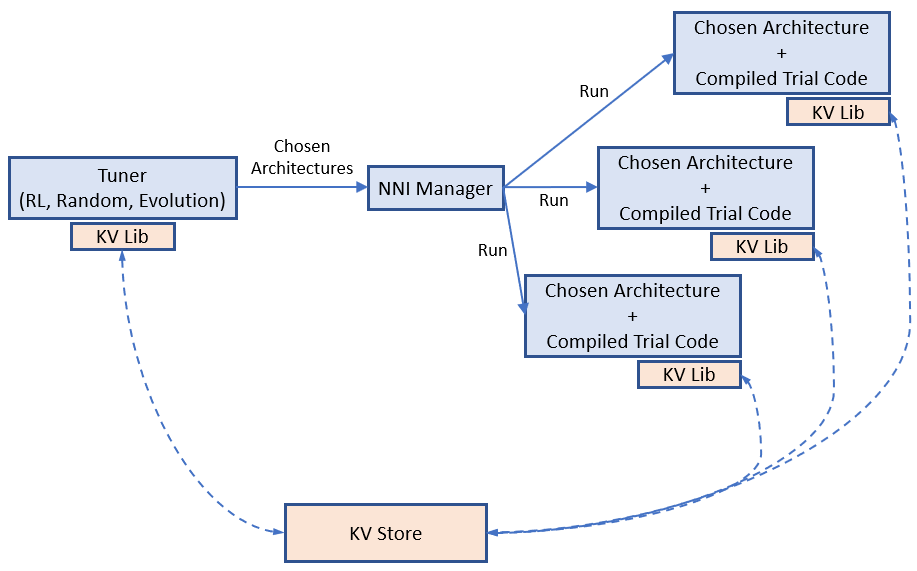 Chosen Architecture
+
Compiled Trial Code
KV Lib
Run
Chosen
Architectures
Tuner
(RL, Random, Evolution)
KV Lib
NNI Manager
Run
Chosen Architecture
+
Compiled Trial Code
KV Lib
Run
Chosen Architecture
+
Compiled Trial Code
KV Lib
KV Store